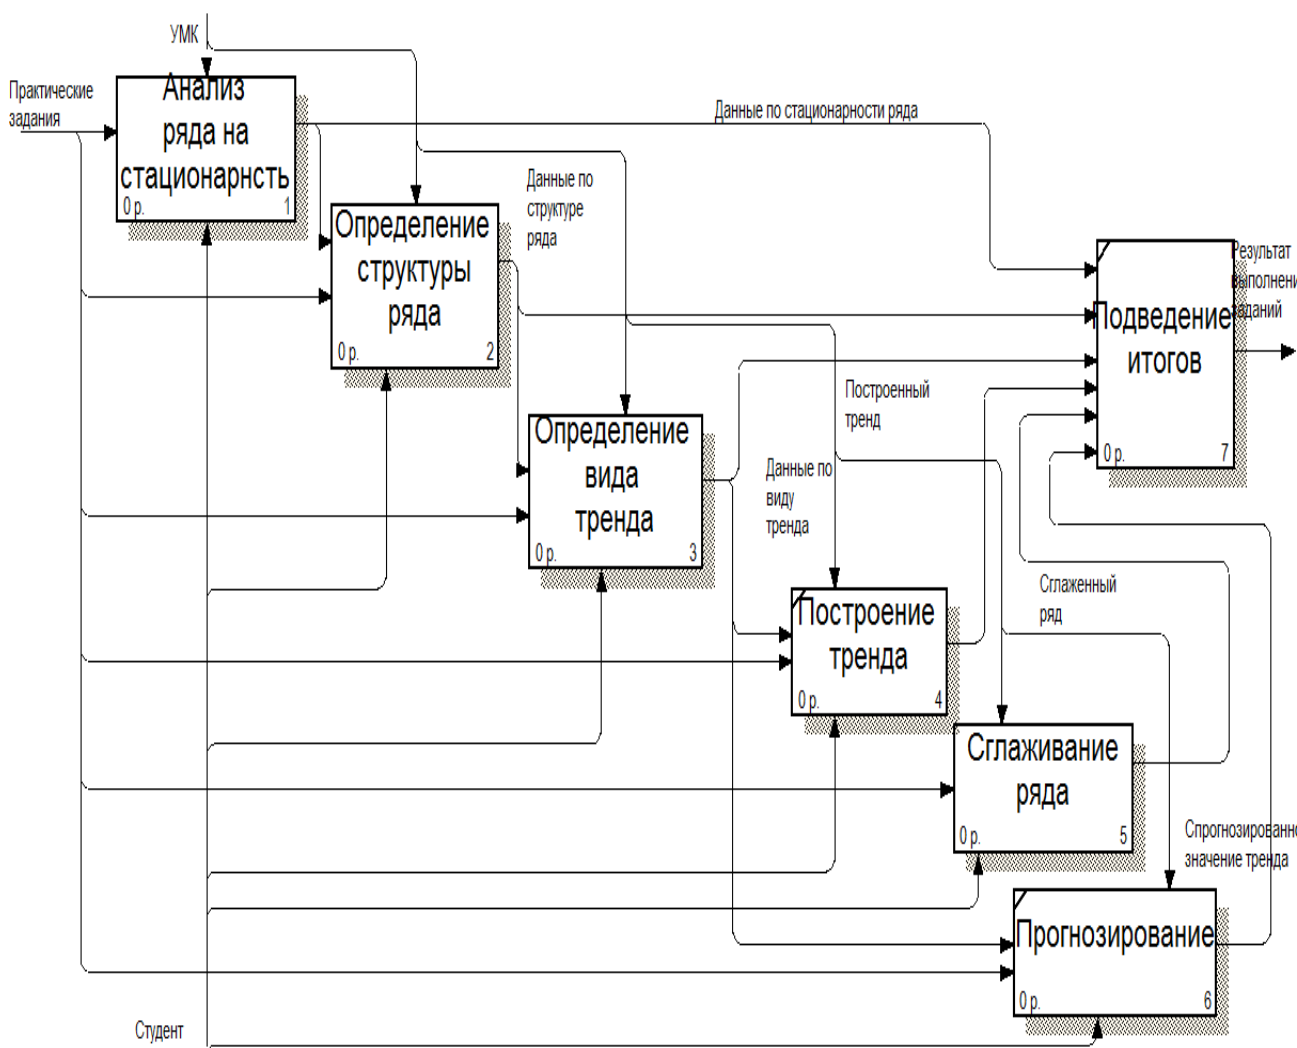 УМК
Практические
задания
Анализ
ряда на
стационарнсть
0 р.
1
Данные по стационарности ряда
Данные по
структуре
ряда
Определение
структуры
ряда
0 р.
2
Результат
выполнени
заданий
Подведение
итогов
0 р.
7
Построенный
тренд
Определение
вида
тренда
0 р.
3
Данные по
виду
тренда
Построение
тренда
0 р.
4
Сглаженный
ряд
Сглаживание
ряда
0 р.
5
Спрогнозированно
значение тренда
Прогнозирование
0 р.
6
Студент